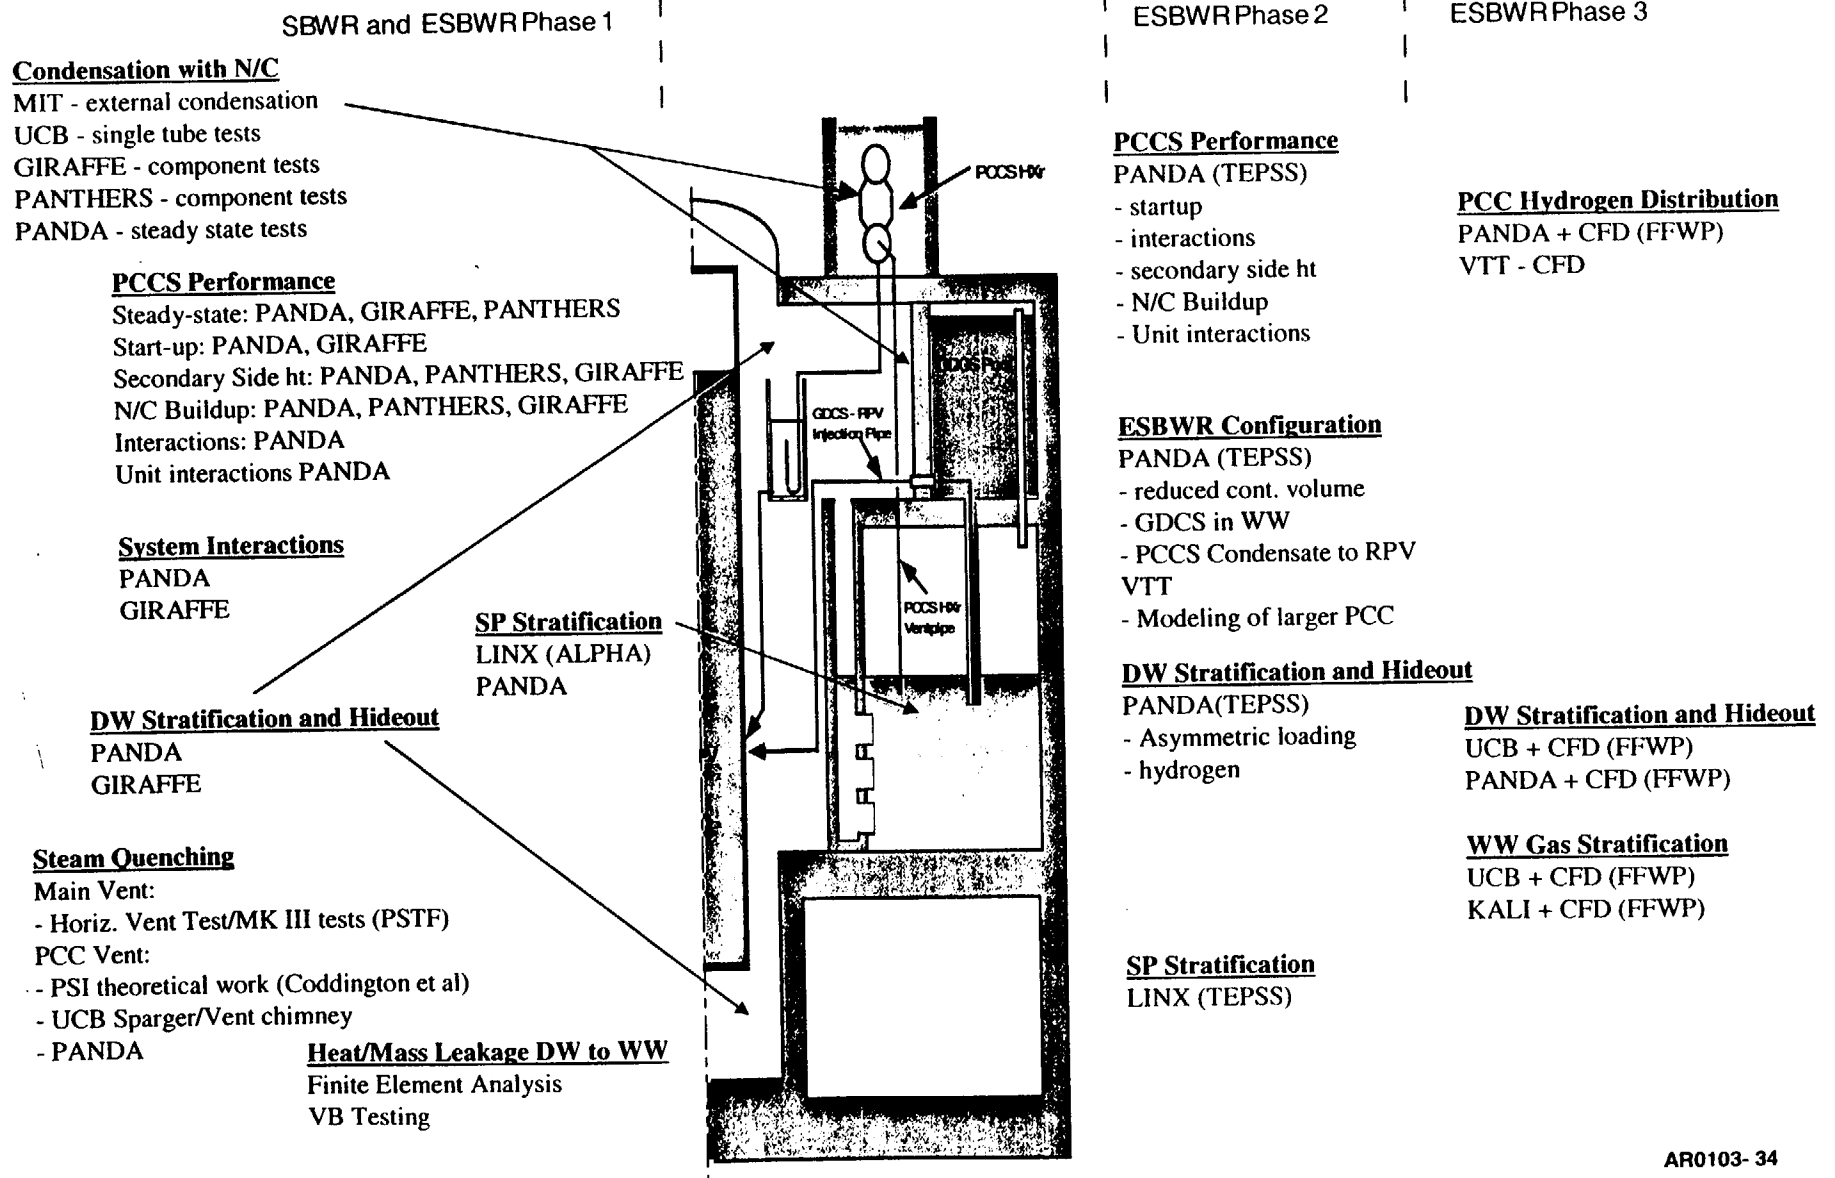 SBWR and ESBWR Phase 1
Condensation with N/C
MIT - external condensation
UCB - single tube tests
GIRAFFE - component tests
PANTHERS - component tests
PANDA - steady state tests
PCCS Performance
Steady-state: PANDA, GIRAFFE, PANTHERS
Start-up: PANDA, GIRAFFE
Secondary Side ht: PANDA, PANTHERS, GIRAFFE
N/C Buildup: PANDA, PANTHERS, GIRAFFE
Interactions: PANDA
Unit interactions PANDA
System Interactions
PANDA
GIRAFFE
SP Stratification
LINX (ALPHA)
PANDA
DW Stratification and Hideout
PANDA
GIRAFFE
Steam Quenching
Main Vent:
- Horiz. Vent Test/MK III tests (PSTF)
PCC Vent:
- PSI theoretical work (Coddington et al)
- UCB Sparger/Vent chimney
- PANDA
Heat/Mass Leakage DW to WW
Finite Element Analysis
VB Testing
PCCS HXr
GDCS - RPV
Injection Pipe
PCCS HXr
Ventpipe
ESBWR Phase 2
PCCS Performance
PANDA (TEPSS)
- startup
- interactions
- secondary side ht
- N/C Buildup
- Unit interactions
ESBWR Configuration
PANDA (TEPSS)
- reduced cont. volume
- GDCS in WW
- PCCS Condensate to RPV
VTT
- Modeling of larger PCC
DW Stratification and Hideout
PANDA(TEPSS)
- Asymmetric loading
- hydrogen
SP Stratification
LINX (TEPSS)
ESBWR Phase 3
PCC Hydrogen Distribution
PANDA + CFD (FFWP)
VTT - CFD
DW Stratification and Hideout
UCB + CFD (FFWP)
PANDA + CFD (FFWP)
WW Gas Stratification
UCB + CFD (FFWP)
KALI + CFD (FFWP)
AR0103- 34